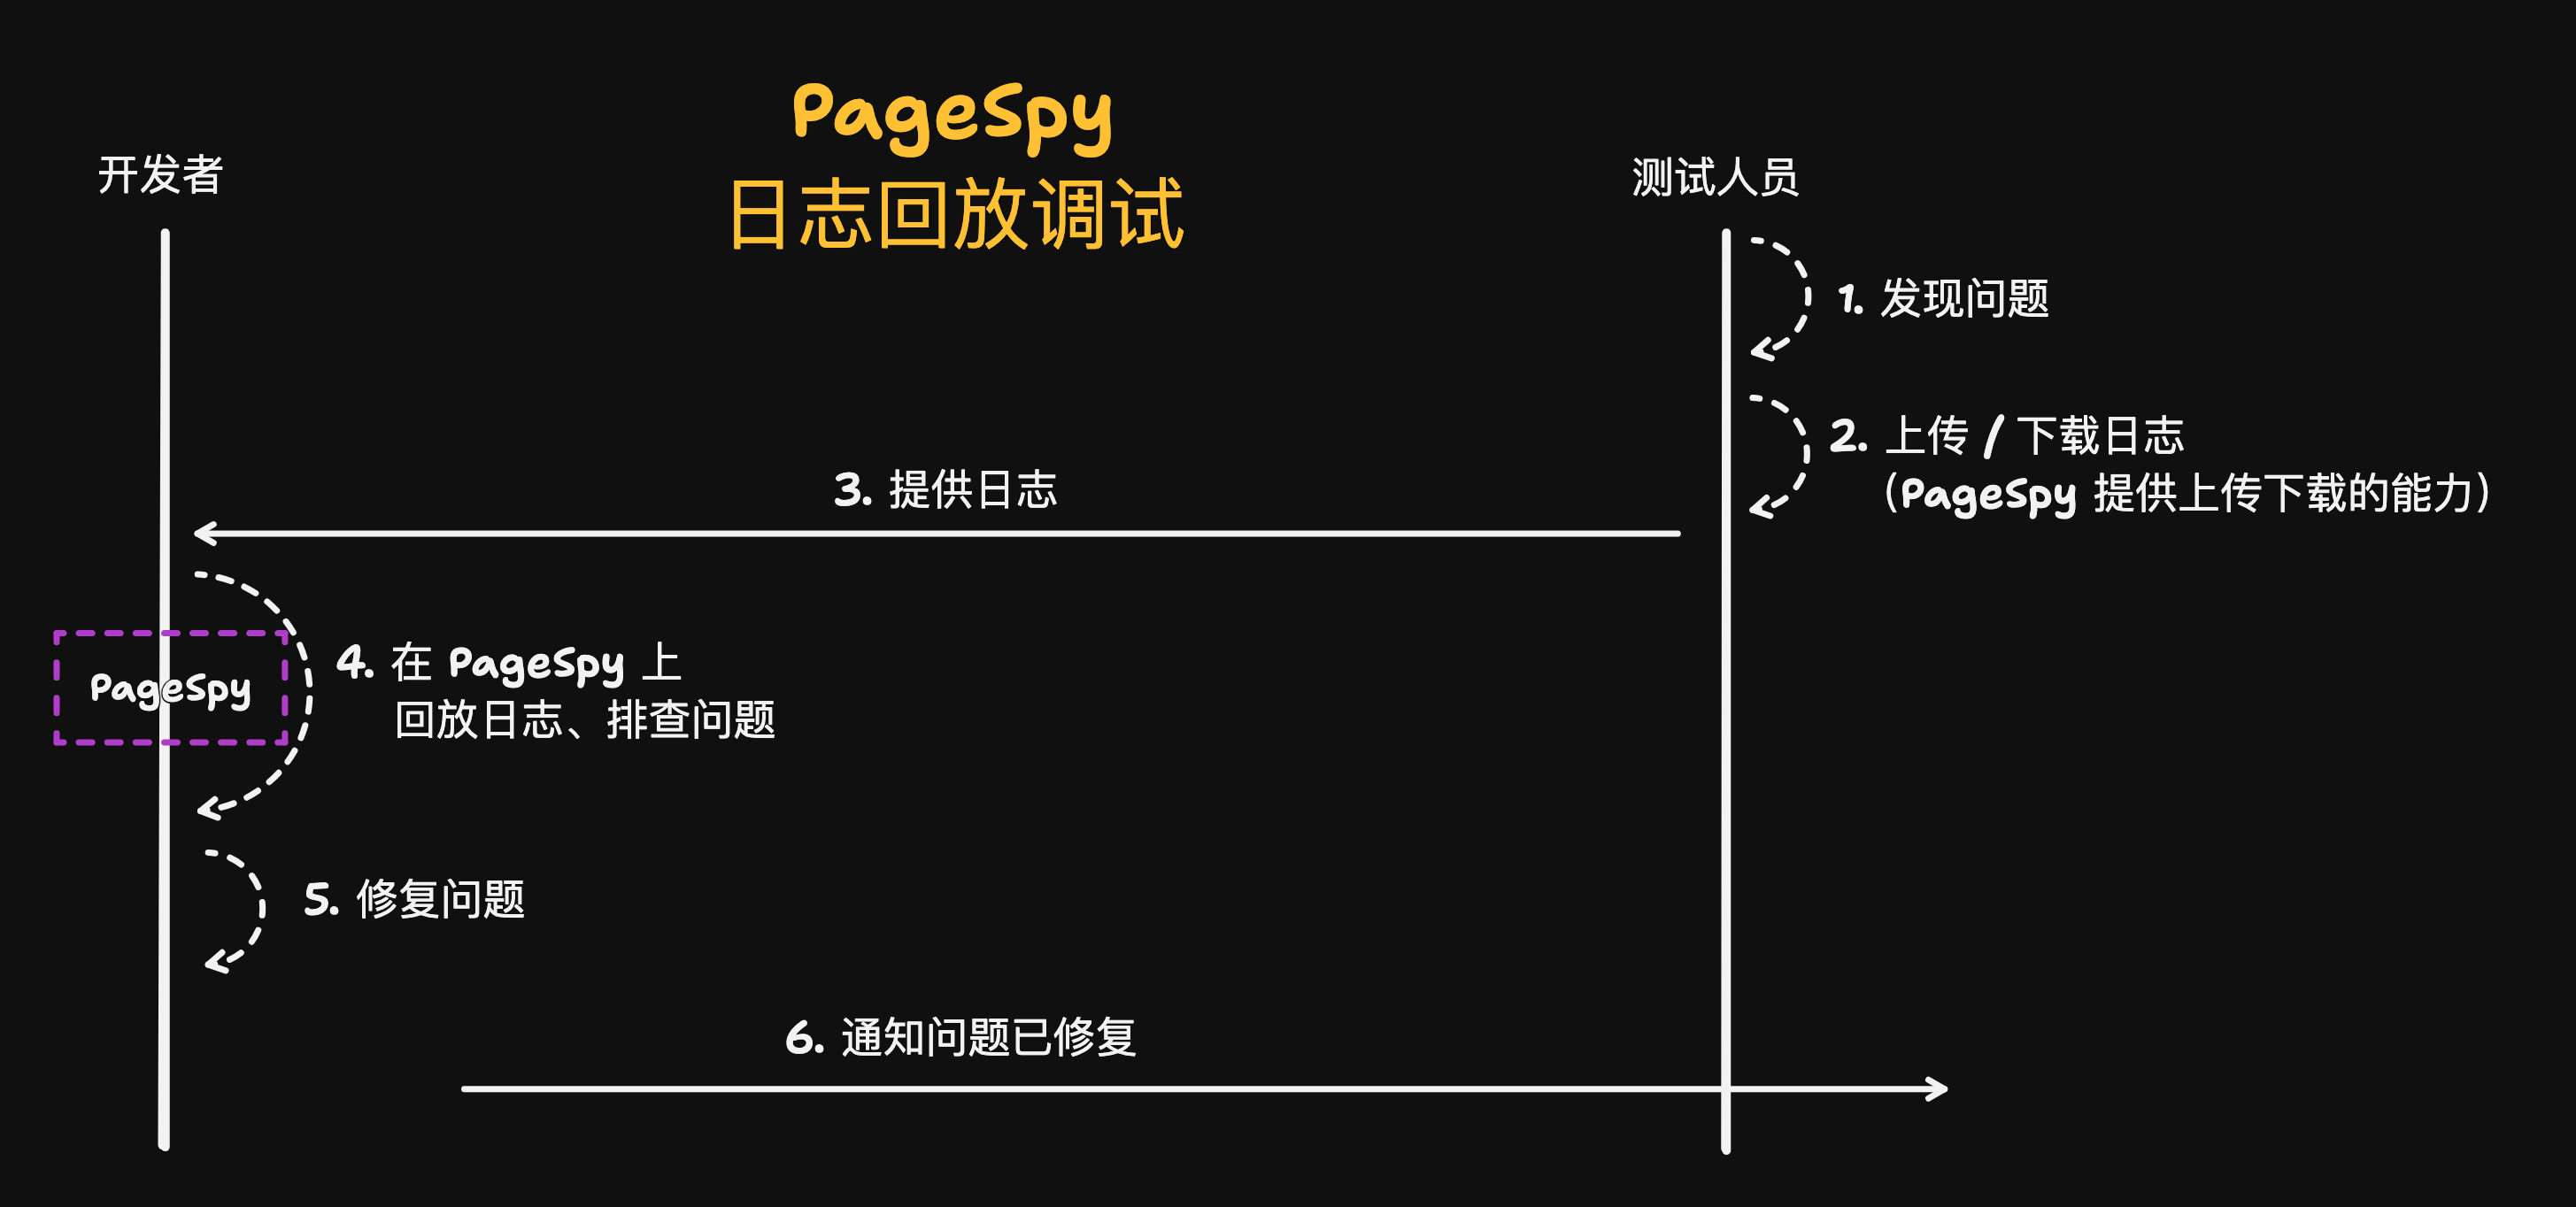 PageSpy
日志回放调试
开发者
测试人员
1. 发现问题
2. 上传 / 下载日志
（PageSpy 提供上传下载的能力）
3. 提供日志
4. 在 PageSpy 上
回放日志、排查问题
PageSpy
5. 修复问题
6. 通知问题已修复